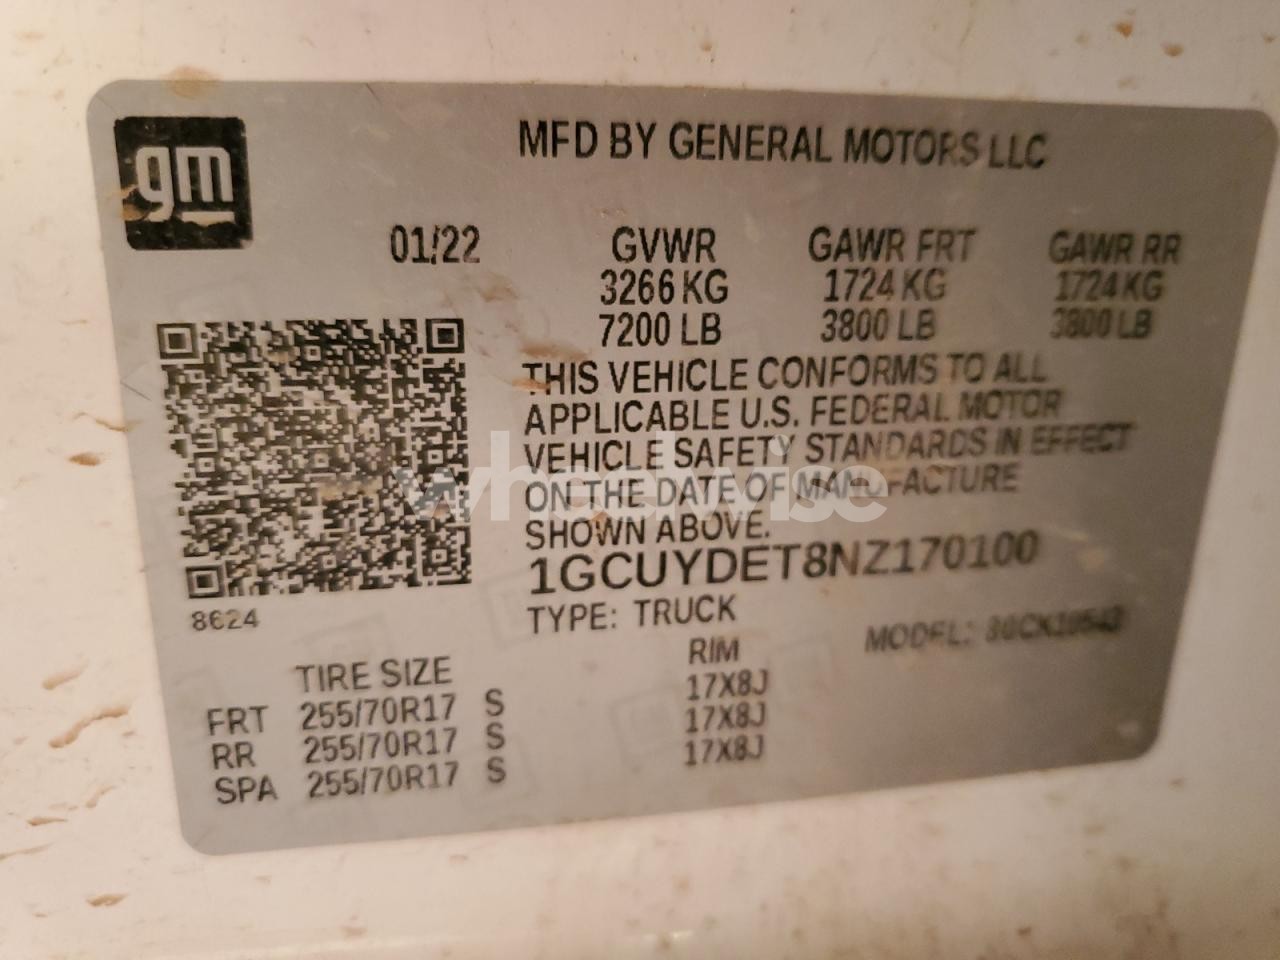 gm
MFD BY GENERAL MOTORS LLC
01/22 GVWR GAWR FRT GAWR RR
3266 KG 1724 KG 1724 KG
7200 LB 3800 LB 3800 LB
THIS VEHICLE CONFORMS TO ALL
APPLICABLE U.S. FEDERAL MOTOR
VEHICLE SAFETY STANDARDS IN EFFECT
ON THE DATE OF MANUFACTURE
SHOWN ABOVE.
wheelwise
1GCUYDET8NZ170100
8624
TYPE: TRUCK MODEL:
TIRE SIZE RIM
FRT 255/70R17 S 17X8J
RR 255/70R17 S 17X8J
SPA 255/70R17 S 17X8J